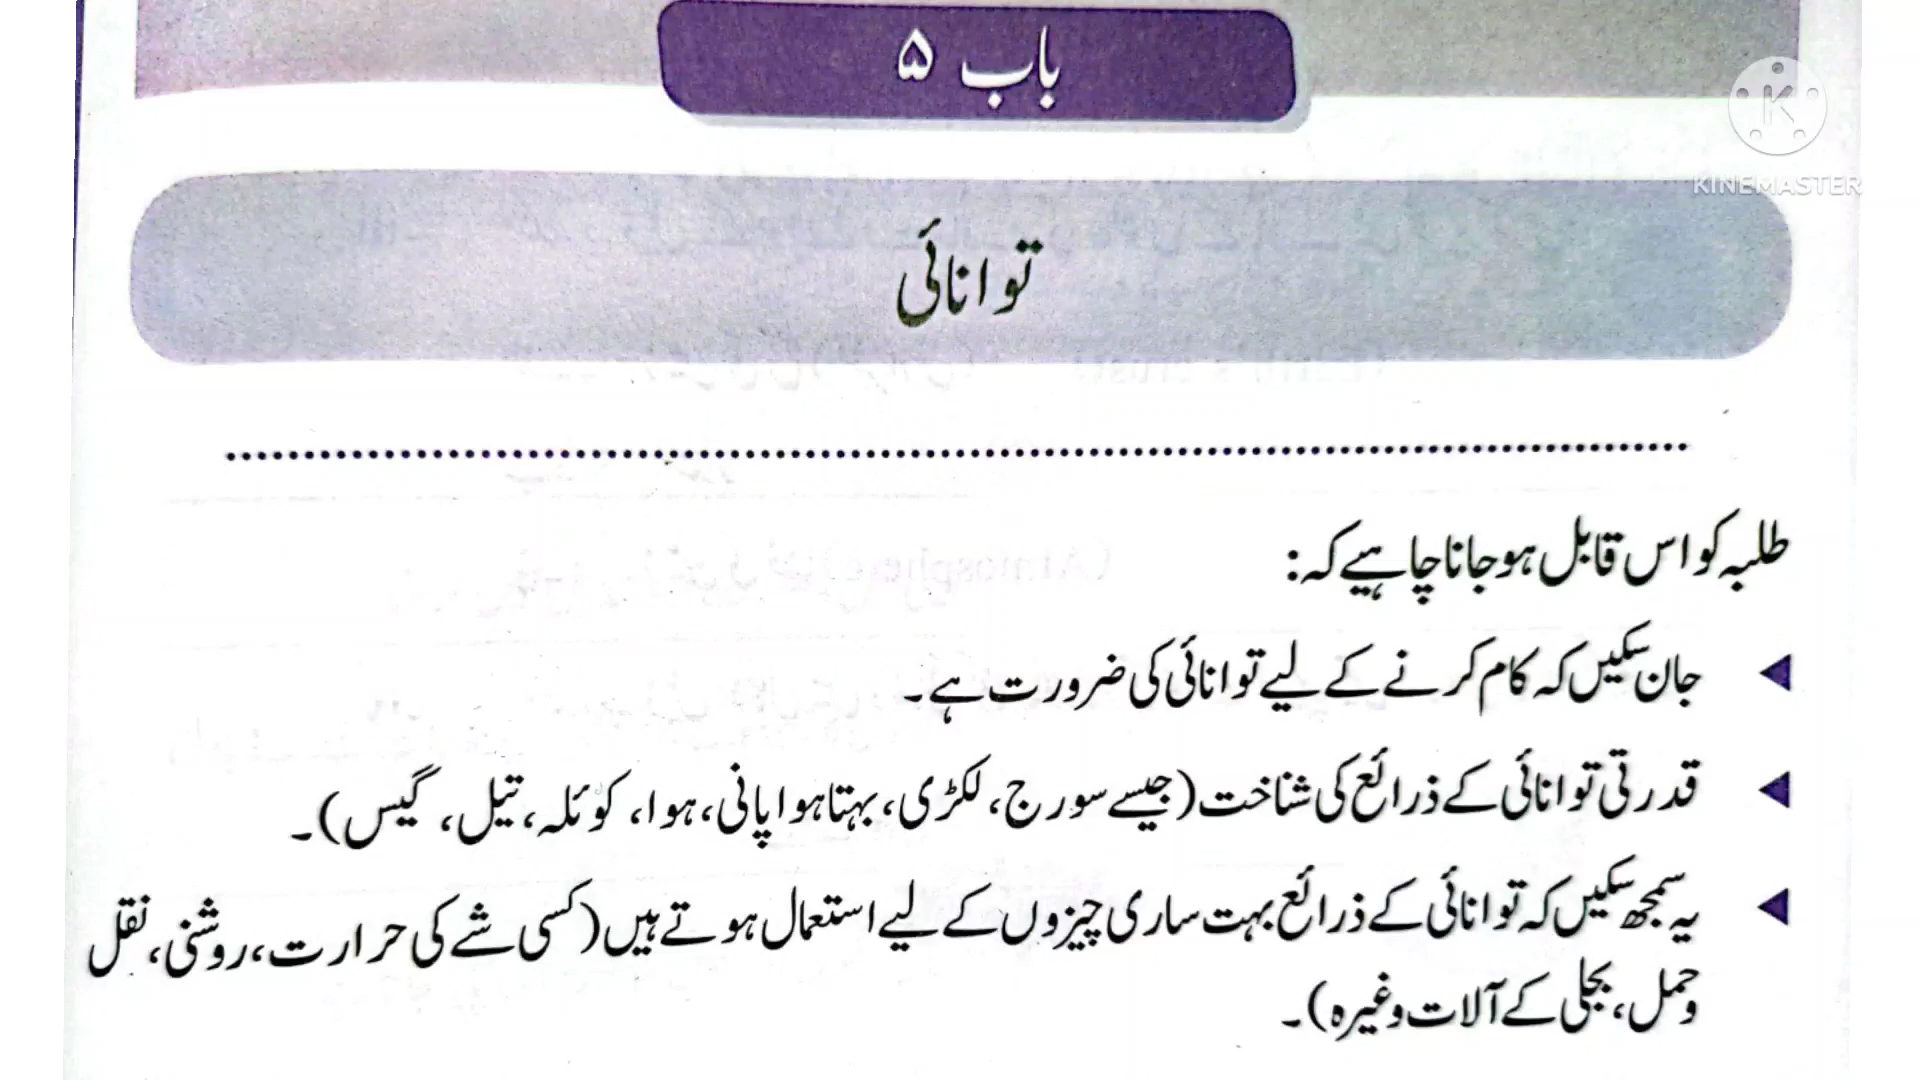 باب ۵
KINEMASTER
توانائی
طلبہ کو اس قابل ہو جانا چاہیے کہ:
جان سکیں کہ کام کرنے کے لیے توانائی کی ضرورت ہے۔
قدرتی توانائی کے ذرائع کی شناخت (جیسے سورج، لکڑی، بہتا ہوا پانی، ہوا، کوئلہ، تیل، گیس)۔
یہ سمجھ سکیں کہ توانائی کے ذرائع بہت ساری چیزوں کے لیے استعمال ہوتے ہیں (کسی شے کی حرارت، روشنی، نقل
وحمل، بجلی کے آلات وغیرہ)۔